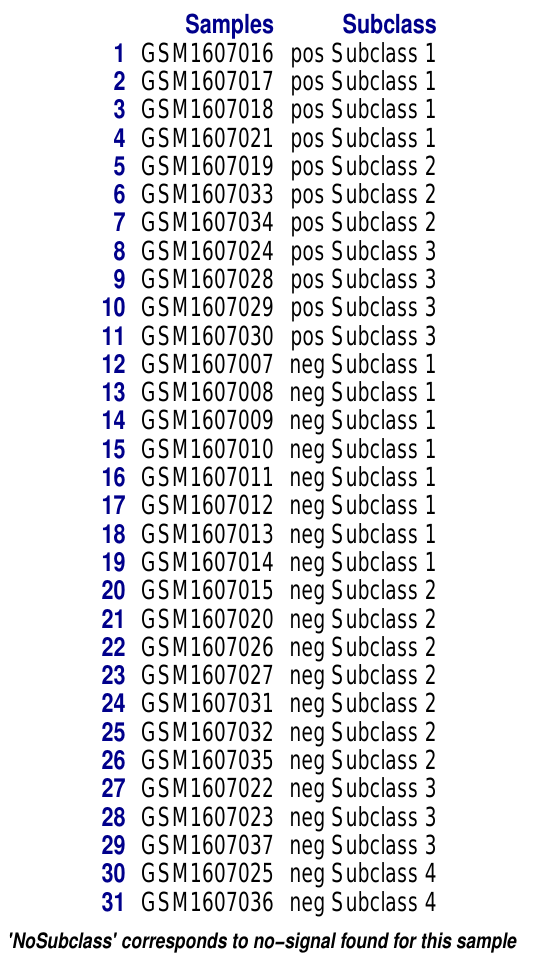 Samples Subclass
1 GSM1607016 pos Subclass 1
2 GSM1607017 pos Subclass 1
3 GSM1607018 pos Subclass 1
4 GSM1607021 pos Subclass 1
5 GSM1607019 pos Subclass 2
6 GSM1607033 pos Subclass 2
7 GSM1607034 pos Subclass 2
8 GSM1607024 pos Subclass 3
9 GSM1607028 pos Subclass 3
10 GSM1607029 pos Subclass 3
11 GSM1607030 pos Subclass 3
12 GSM1607007 neg Subclass 1
13 GSM1607008 neg Subclass 1
14 GSM1607009 neg Subclass 1
15 GSM1607010 neg Subclass 1
16 GSM1607011 neg Subclass 1
17 GSM1607012 neg Subclass 1
18 GSM1607013 neg Subclass 1
19 GSM1607014 neg Subclass 1
20 GSM1607015 neg Subclass 2
21 GSM1607020 neg Subclass 2
22 GSM1607026 neg Subclass 2
23 GSM1607027 neg Subclass 2
24 GSM1607031 neg Subclass 2
25 GSM1607032 neg Subclass 2
26 GSM1607035 neg Subclass 2
27 GSM1607022 neg Subclass 3
28 GSM1607023 neg Subclass 3
29 GSM1607037 neg Subclass 3
30 GSM1607025 neg Subclass 4
31 GSM1607036 neg Subclass 4
'NoSubclass' corresponds to no−signal found for this sample